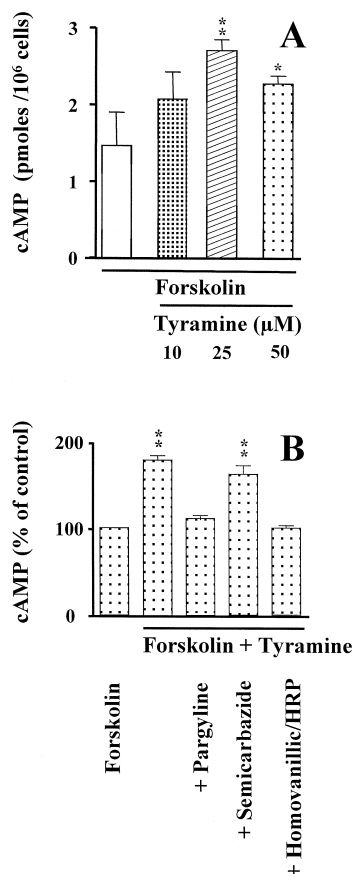 A
cAMP (pmoles /10⁶ cells)
3
2
1
0
**
*
Forskolin
Tyramine (µM)
10 25 50
B
cAMP (% of control)
200
100
0
**
**
Forskolin + Tyramine
Forskolin
+ Pargyline
+ Semicarbazide
+ Homovanillic/HRP